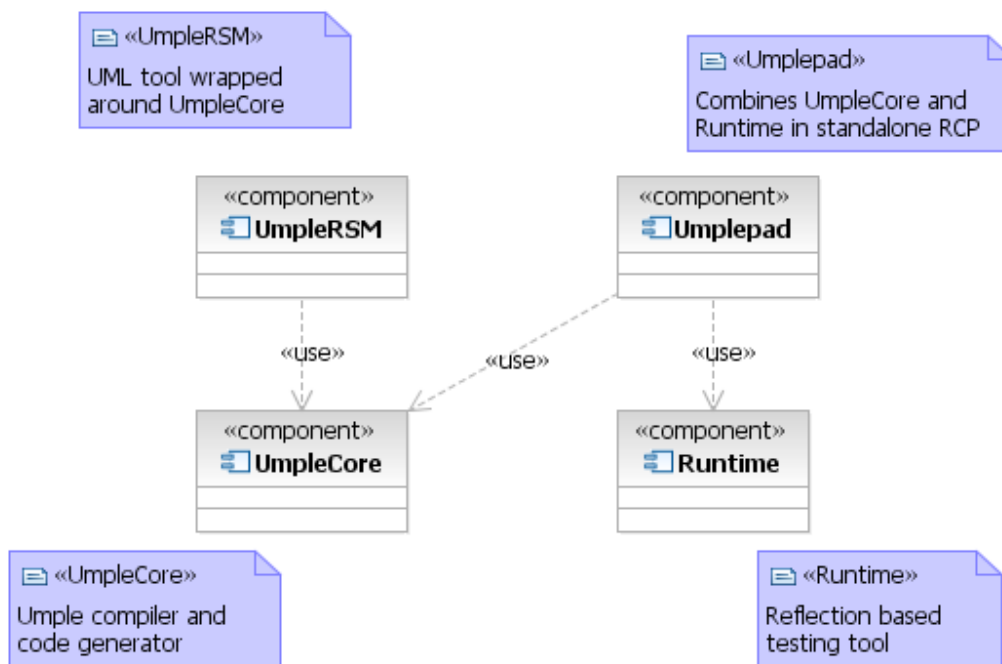 «UmpleRSM»
UML tool wrapped
around UmpleCore
«Umplepad»
Combines UmpleCore and
Runtime in standalone RCP
«component»
UmpleRSM
«component»
Umplepad
«use»
«use»
«use»
«component»
UmpleCore
«component»
Runtime
«UmpleCore»
Umple compiler and
code generator
«Runtime»
Reflection based
testing tool